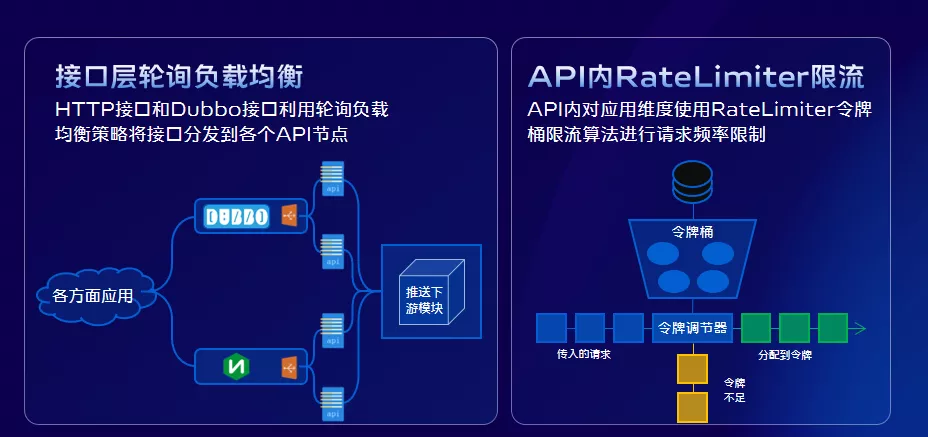 接口层轮询负载均衡
HTTP接口和Dubbo接口利用轮询负载
均衡策略将接口分发到各个API节点
api
DUBBO
api
各方面应用
推送下
游模块
api
api
API内RateLimiter限流
API内对应用维度使用RateLimiter令牌
桶限流算法进行请求频率限制
令牌桶
令牌调节器
传入的请求
分配到令牌
令牌
不足